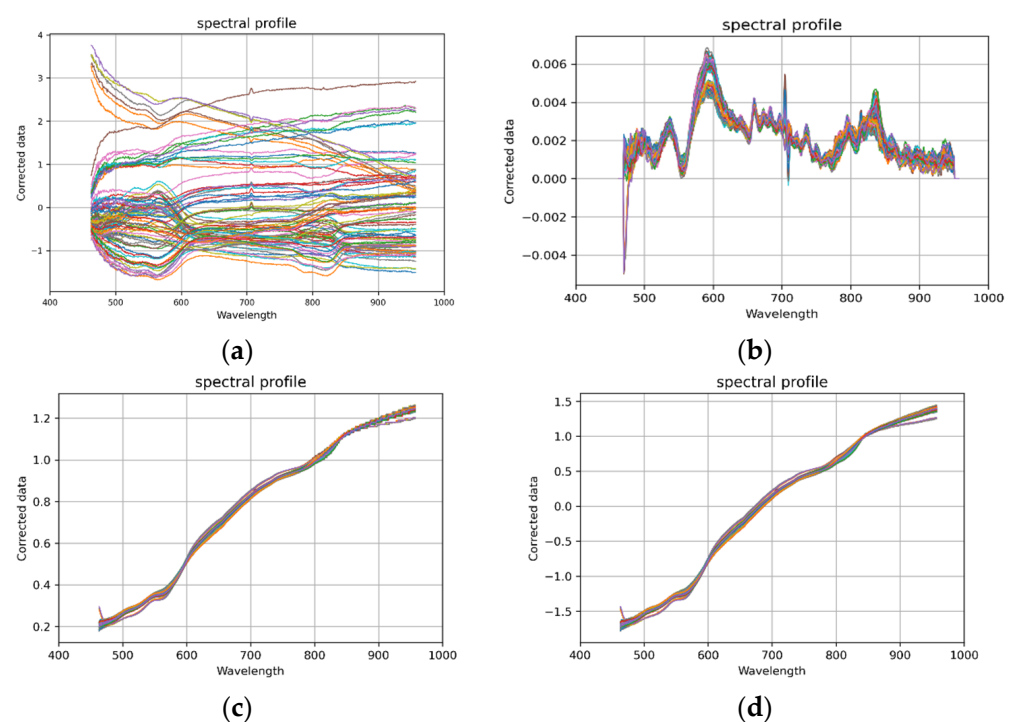 spectral profile
4
3
2
1
0
−1
Corrected data
400 500 600 700 800 900 1000
Wavelength
(a)
spectral profile
0.006
0.004
0.002
0.000
−0.002
−0.004
Corrected data
400 500 600 700 800 900 1000
Wavelength
(b)
spectral profile
1.2
1.0
0.8
0.6
0.4
0.2
Corrected data
400 500 600 700 800 900 1000
Wavelength
(c)
spectral profile
1.5
1.0
0.5
0.0
−0.5
−1.0
−1.5
Corrected data
400 500 600 700 800 900 1000
Wavelength
(d)